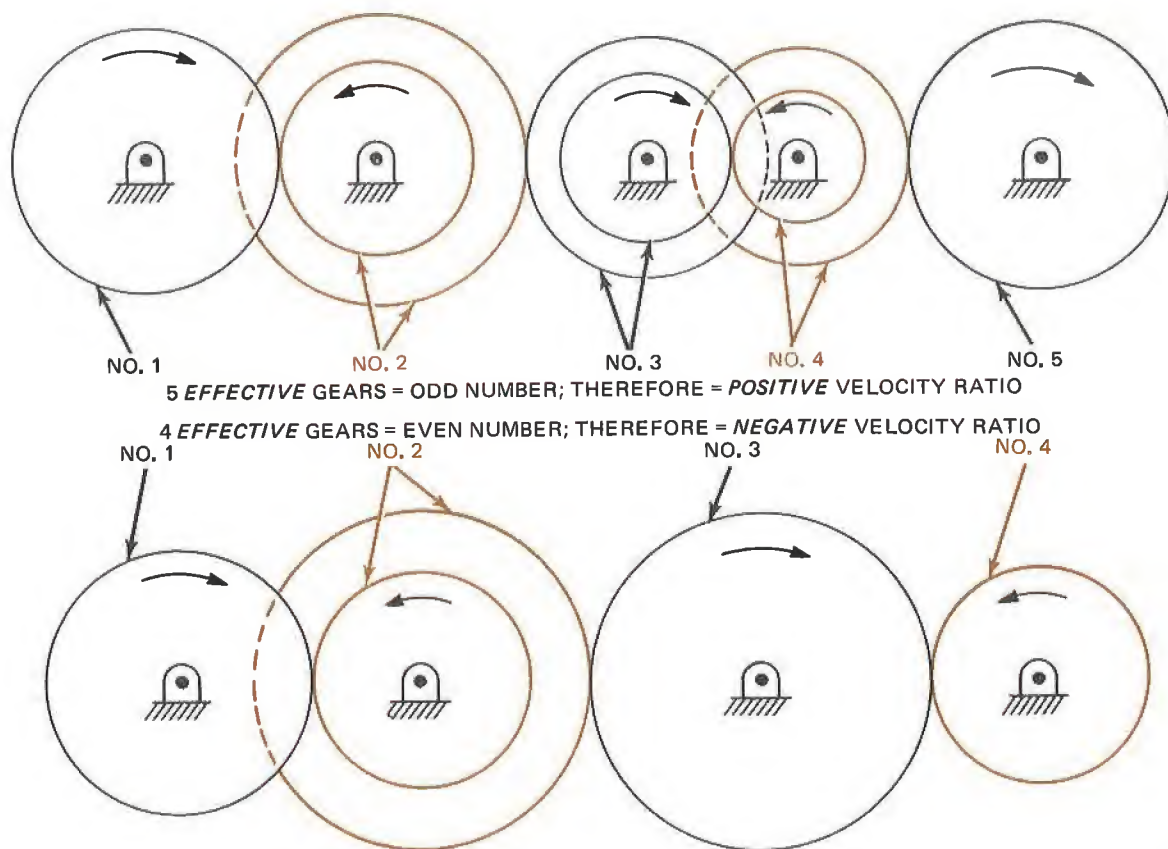 NO. 1 NO. 2 NO. 3 NO. 4 NO. 5
5 EFFECTIVE GEARS = ODD NUMBER; THEREFORE = POSITIVE VELOCITY RATIO
4 EFFECTIVE GEARS = EVEN NUMBER; THEREFORE = NEGATIVE VELOCITY RATIO
NO. 1 NO. 2 NO. 3 NO. 4